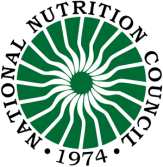 NATIONAL NUTRITION COUNCIL
· 1974 ·